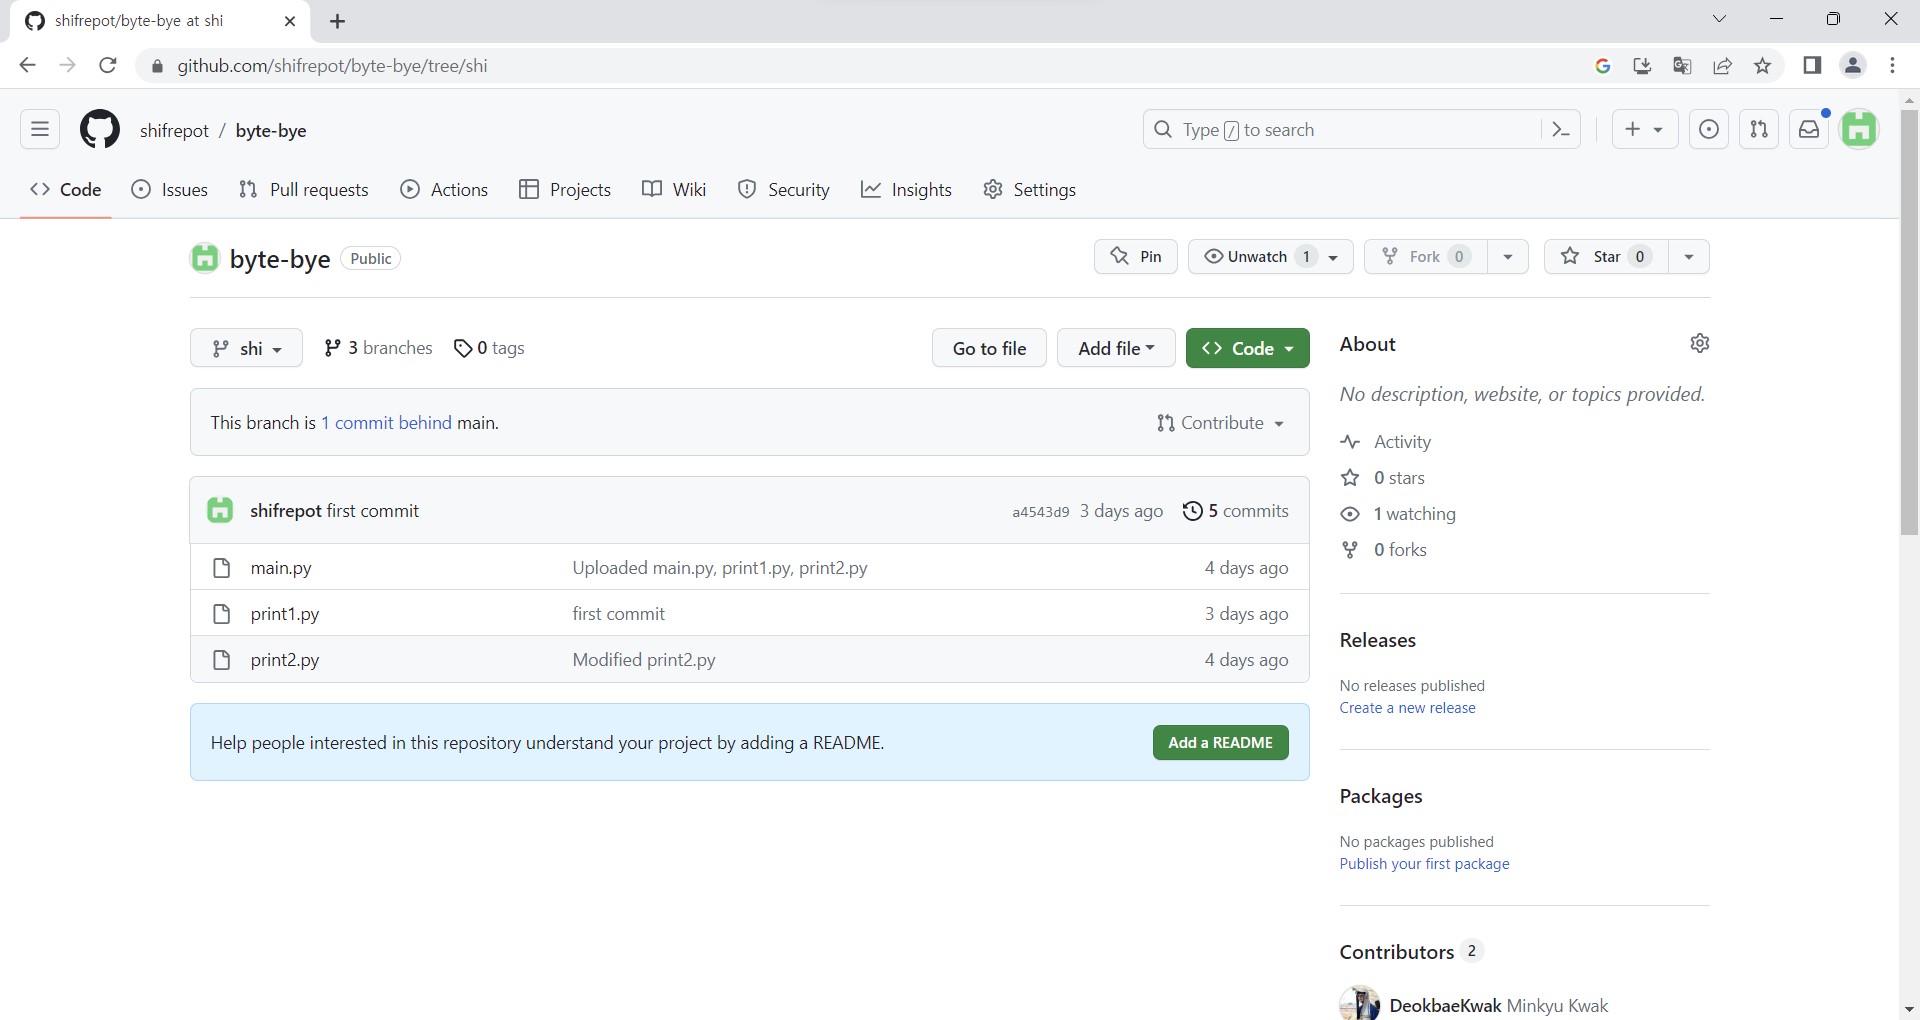 shifrepot/byte-bye at shi
github.com/shifrepot/byte-bye/tree/shi
shifrepot / byte-bye
Type / to search
Code Issues Pull requests Actions Projects Wiki Security Insights Settings
byte-bye Public
Pin Unwatch 1 Fork 0 Star 0
shi 3 branches 0 tags Go to file Add file Code
This branch is 1 commit behind main. Contribute
shifrepot first commit a4543d9 3 days ago 5 commits
main.py Uploaded main.py, print1.py, print2.py 4 days ago
print1.py first commit 3 days ago
print2.py Modified print2.py 4 days ago
Help people interested in this repository understand your project by adding a README. Add a README
About
No description, website, or topics provided.
Activity
0 stars
1 watching
0 forks
Releases
No releases published
Create a new release
Packages
No packages published
Publish your first package
Contributors 2
DeokbaeKwak Minkyu Kwak